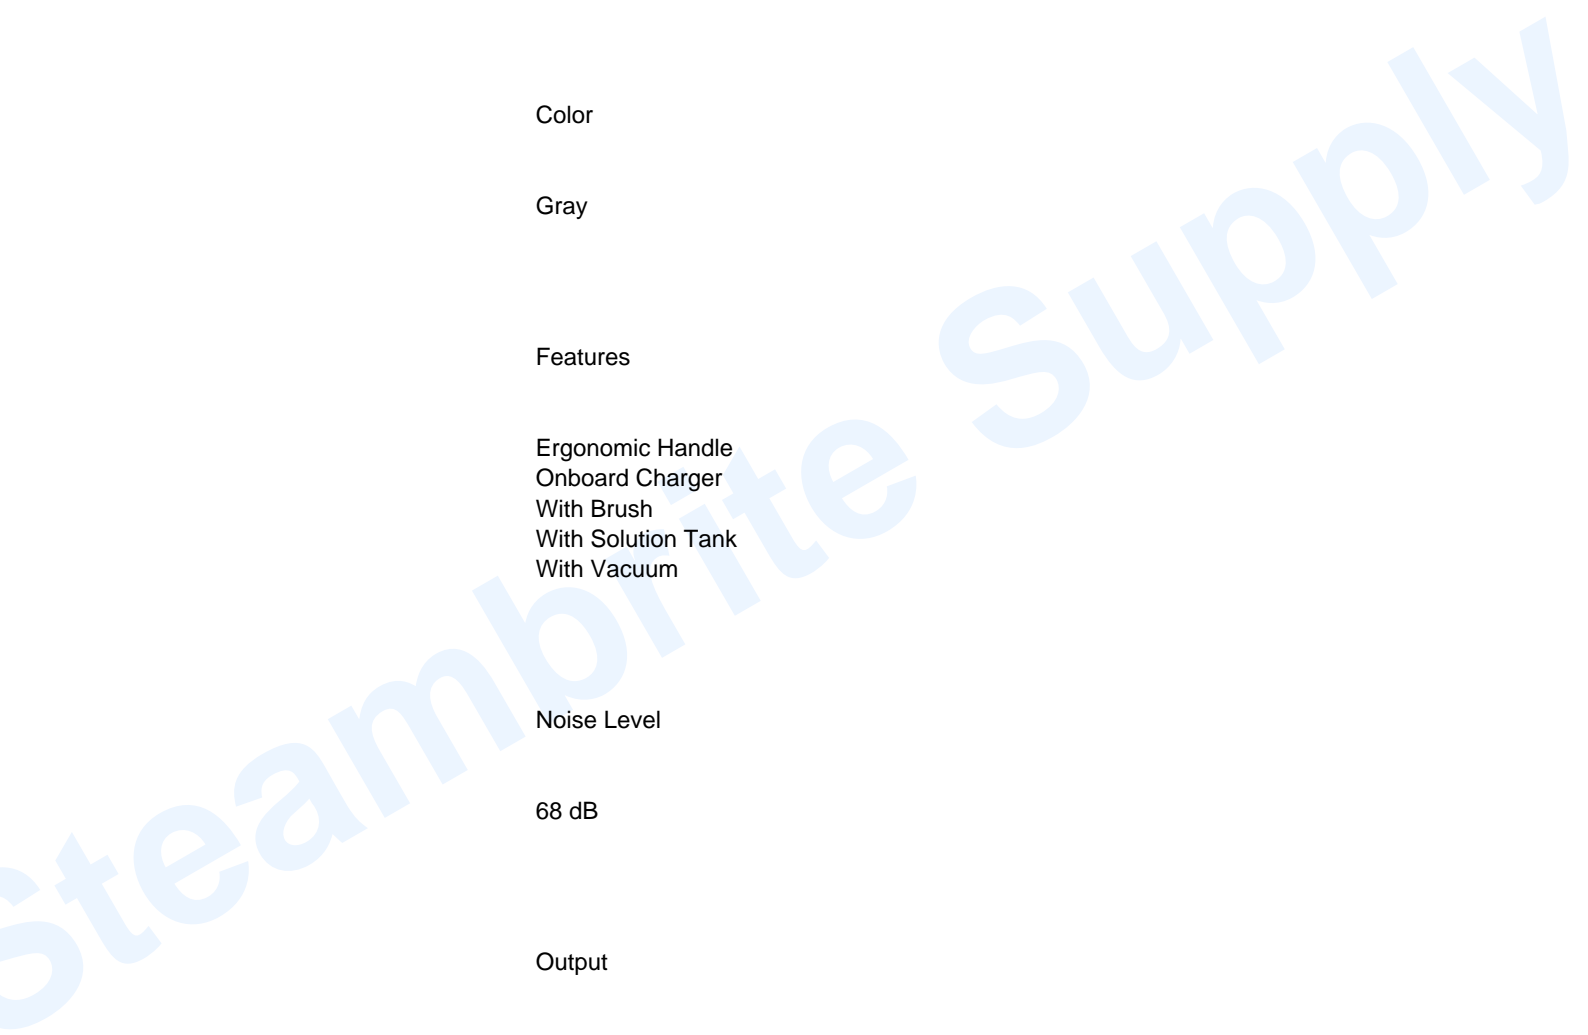 Color
Gray
Features
Ergonomic Handle
Onboard Charger
With Brush
With Solution Tank
With Vacuum
Noise Level
68 dB
Output
Steambrite Supply